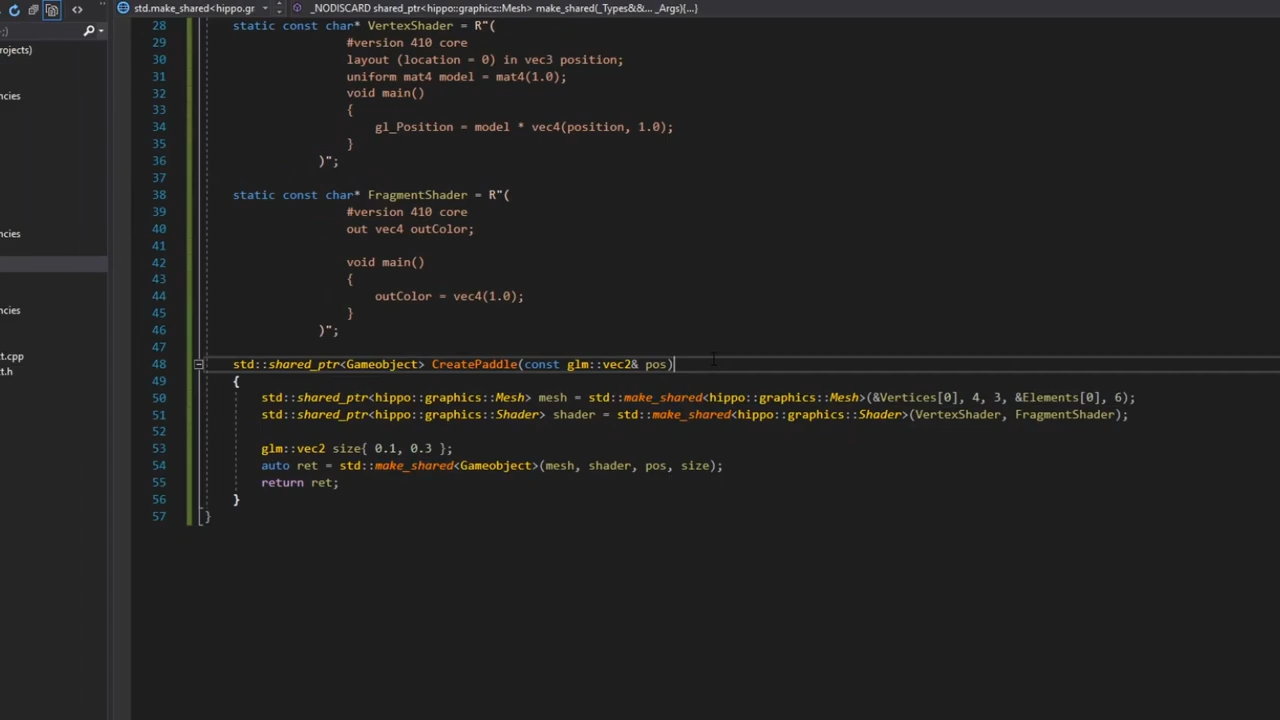 std.make_shared<hippo.gr
_NODISCARD shared_ptr<hippo::graphics::Mesh> make_shared(_Types&&... _Args){...}
;)
rojects)
ncies
ncies
ncies
ct.cpp
ct.h
28 static const char* VertexShader = R"(
29 #version 410 core
30 layout (location = 0) in vec3 position;
31 uniform mat4 model = mat4(1.0);
32 void main()
33 {
34 gl_Position = model * vec4(position, 1.0);
35 }
36 )";
37
38 static const char* FragmentShader = R"(
39 #version 410 core
40 out vec4 outColor;
41
42 void main()
43 {
44 outColor = vec4(1.0);
45 }
46 )";
47
48 std::shared_ptr<Gameobject> CreatePaddle(const glm::vec2& pos)
49 {
50 std::shared_ptr<hippo::graphics::Mesh> mesh = std::make_shared<hippo::graphics::Mesh>(&Vertices[0], 4, 3, &Elements[0], 6);
51 std::shared_ptr<hippo::graphics::Shader> shader = std::make_shared<hippo::graphics::Shader>(VertexShader, FragmentShader);
52
53 glm::vec2 size{ 0.1, 0.3 };
54 auto ret = std::make_shared<Gameobject>(mesh, shader, pos, size);
55 return ret;
56 }
57 }